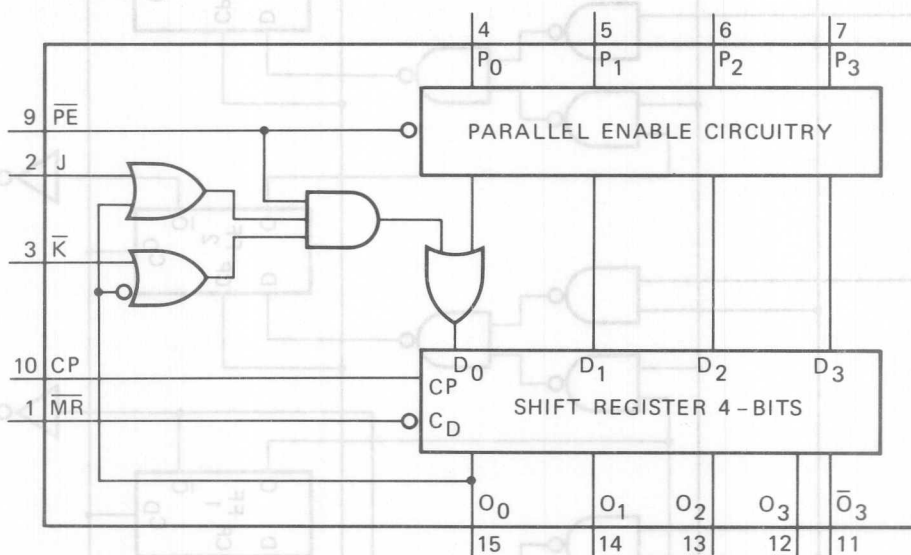 4 5 6 7
P0 P1 P2 P3
9 PE
PARALLEL ENABLE CIRCUITRY
2 J
3 K
D0 D1 D2 D3
10 CP
CP
SHIFT REGISTER 4-BITS
1 MR
CD
O0 O1 O2 O3 O̅3
15 14 13 12 11